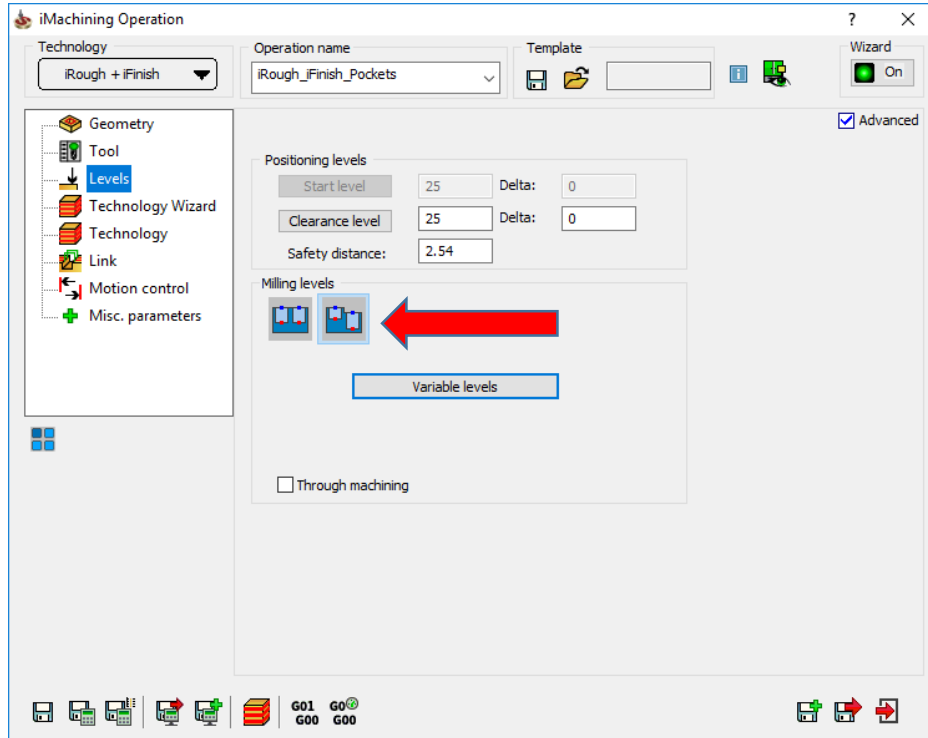 iMachining Operation
?
Technology
iRough + iFinish
Operation name
iRough_iFinish_Pockets
Template
Wizard
On
Advanced
Geometry
Tool
Levels
Technology Wizard
Technology
Link
Motion control
Misc. parameters
Positioning levels
Start level 25 Delta: 0
Clearance level 25 Delta: 0
Safety distance: 2.54
Milling levels
Variable levels
Through machining
G01 G0
G00 G00